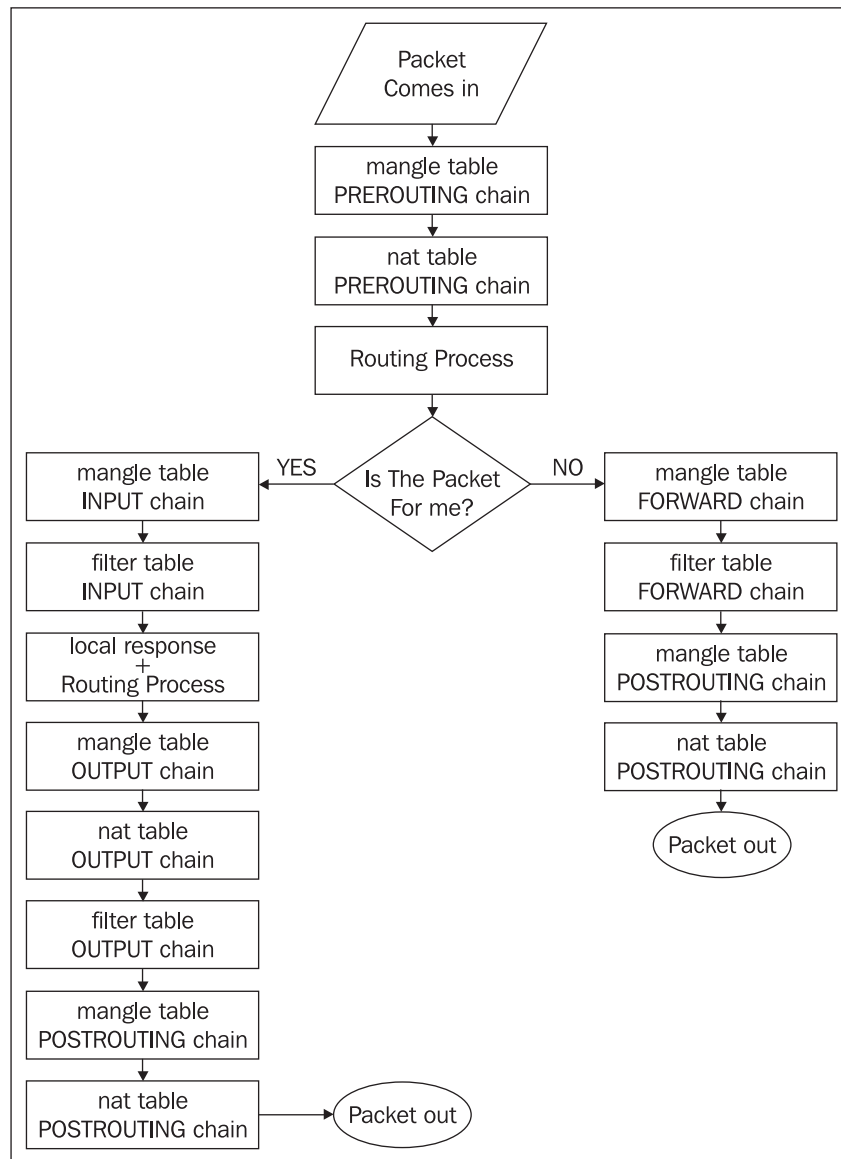 Packet
Comes in
mangle table
PREROUTING chain
nat table
PREROUTING chain
Routing Process
Is The Packet
For me?
YES
NO
mangle table
INPUT chain
filter table
INPUT chain
local response
+
Routing Process
mangle table
OUTPUT chain
nat table
OUTPUT chain
filter table
OUTPUT chain
mangle table
POSTROUTING chain
nat table
POSTROUTING chain
Packet out
mangle table
FORWARD chain
filter table
FORWARD chain
mangle table
POSTROUTING chain
nat table
POSTROUTING chain
Packet out